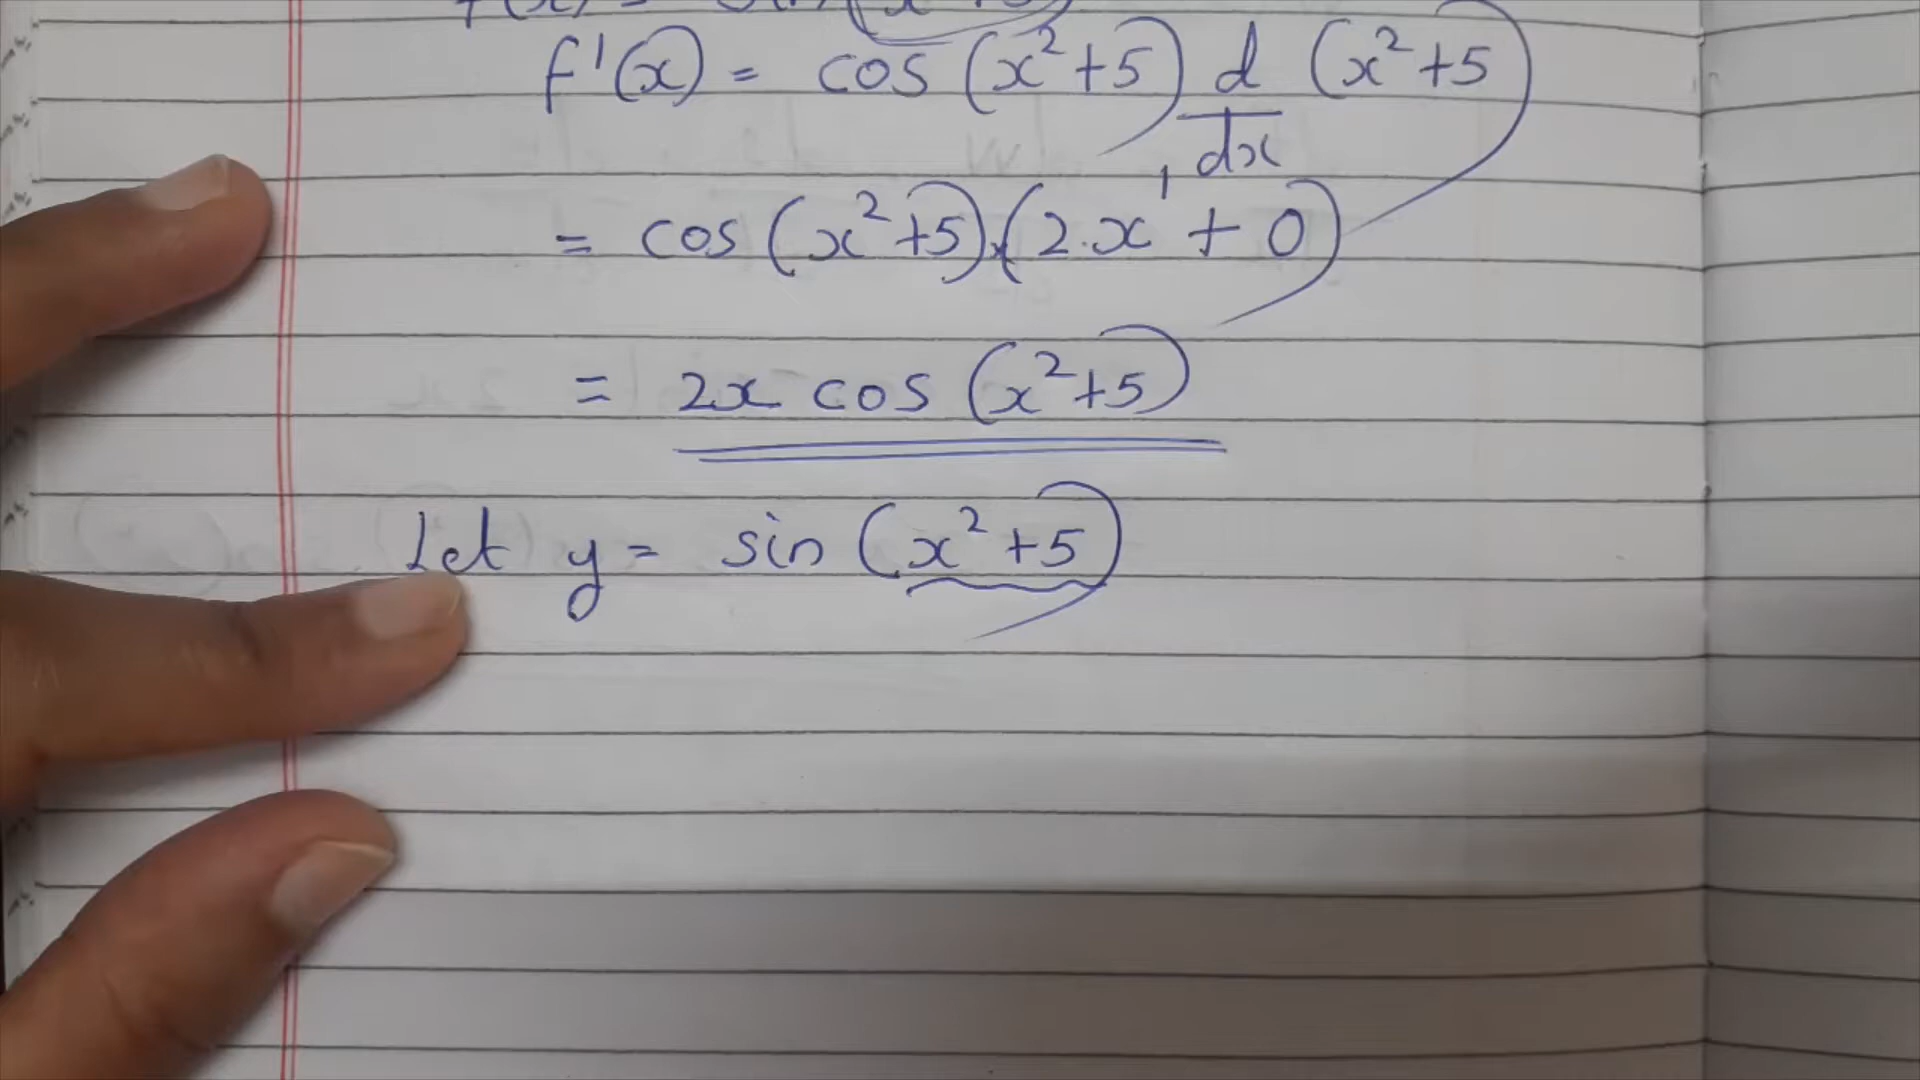 f'(x) = cos (x²+5) d/dx (x²+5)
= cos (x²+5) × (2.x¹ + 0)
= 2x cos (x²+5)
Let y = sin (x²+5)